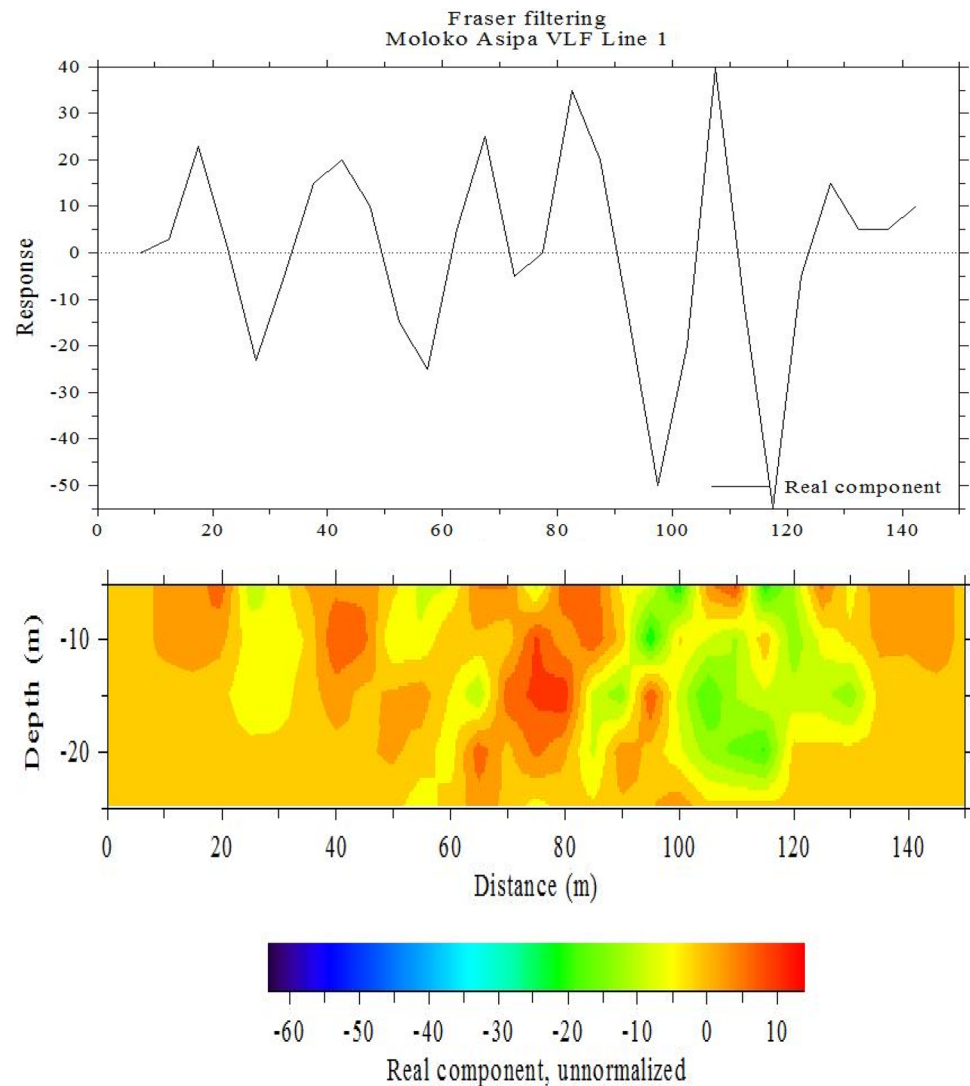 Fraser filtering
Moloko Asipa VLF Line 1
40
30
20
10
0
-10
-20
-30
-40
-50
Response
Real component
0 20 40 60 80 100 120 140
Depth (m)
-10
-20
0 20 40 60 80 100 120 140
Distance (m)
-60 -50 -40 -30 -20 -10 0 10
Real component, unnormalized